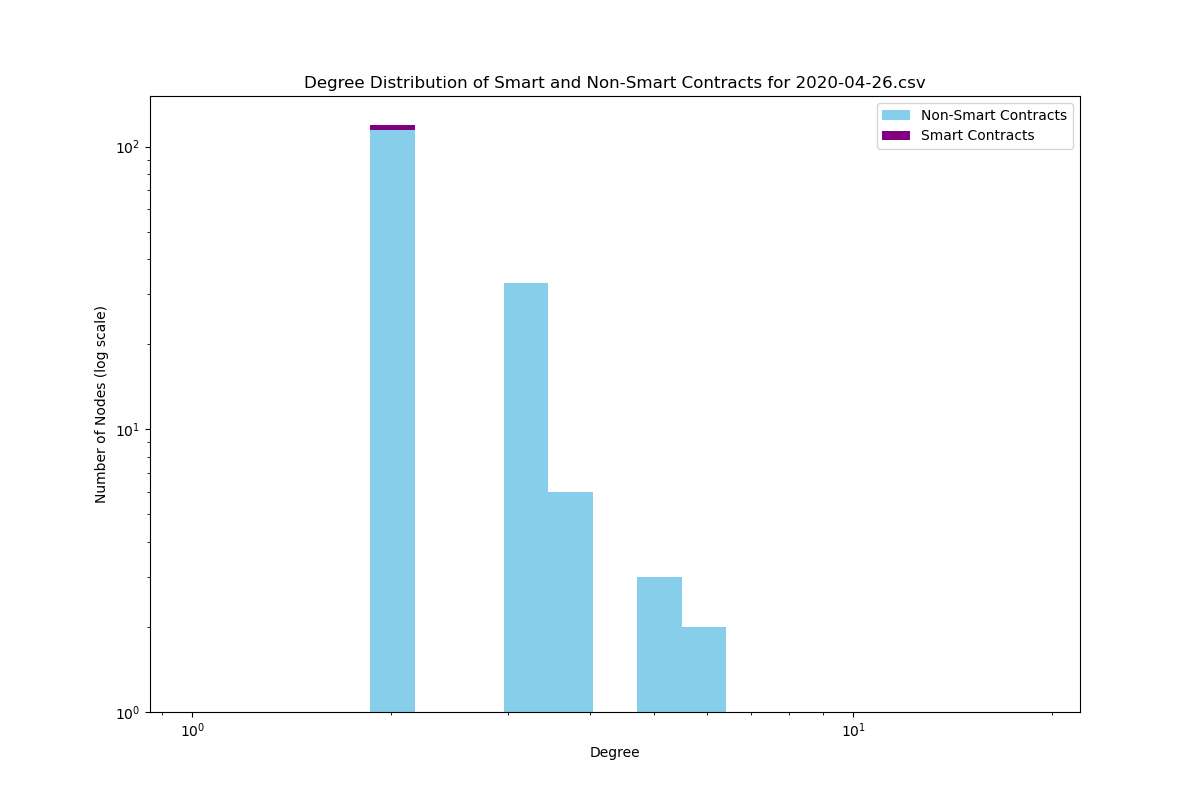 Degree Distribution of Smart and Non-Smart Contracts for 2020-04-26.csv
Non-Smart Contracts
Smart Contracts
Number of Nodes (log scale)
10²
10¹
10⁰
10⁰ 10¹
Degree